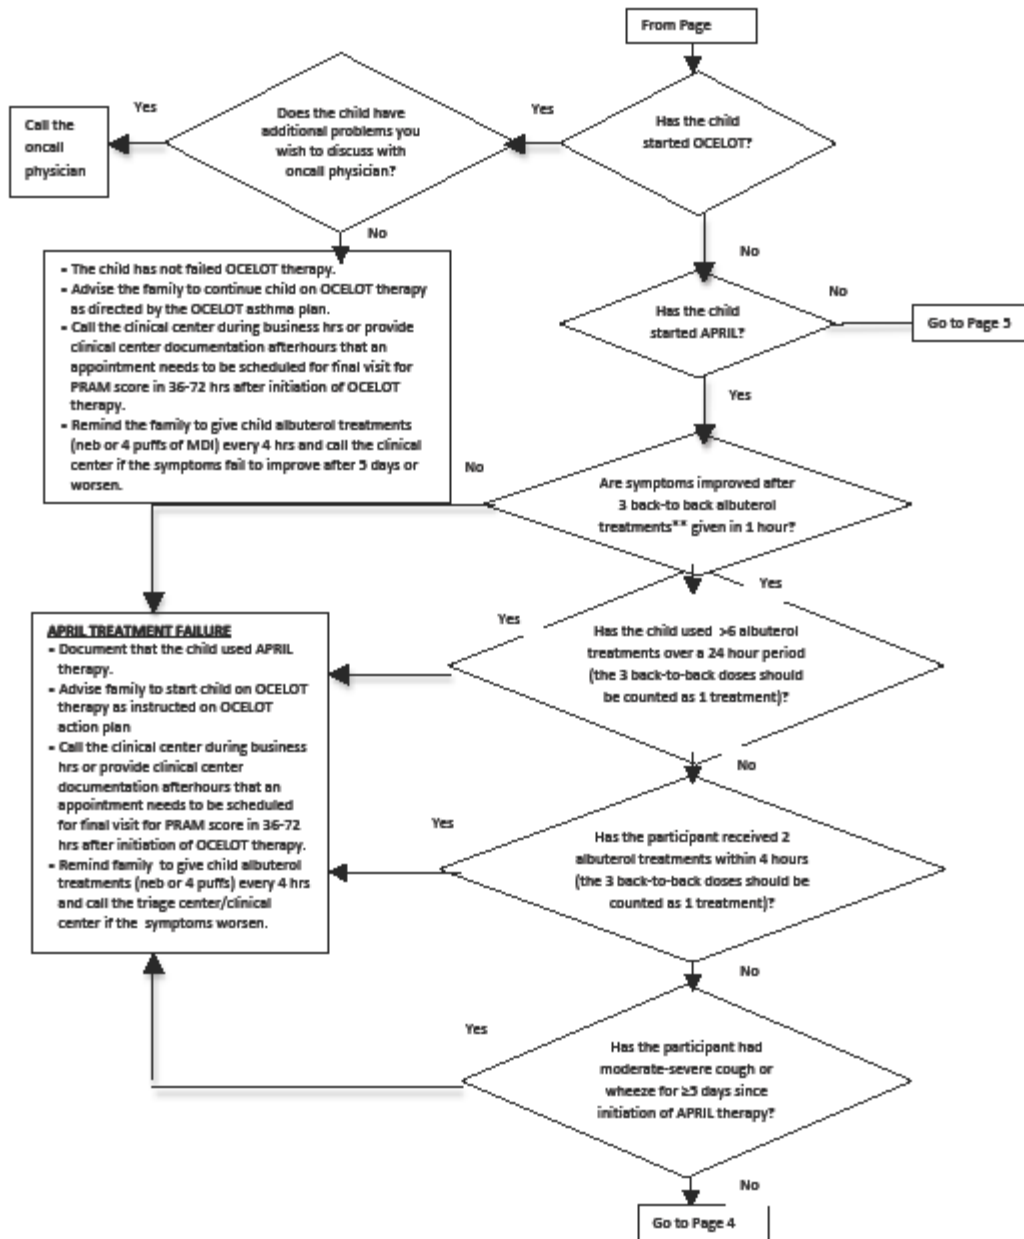 From Page
Has the child
started OCELOT?
Yes
Does the child have
additional problems you
wish to discuss with
oncall physician?
Yes
Call the
oncall
physician
No
- The child has not failed OCELOT therapy.
- Advise the family to continue child on OCELOT therapy
as directed by the OCELOT asthma plan.
- Call the clinical center during business hrs or provide
clinical center documentation afterhours that an
appointment needs to be scheduled for final visit for
PRAM score in 36-72 hrs after initiation of OCELOT
therapy.
- Remind the family to give child albuterol treatments
(neb or 4 puffs of MDI) every 4 hrs and call the clinical
center if the symptoms fail to improve after 5 days or
worsen.
No
Has the child
started APRIL?
No
Go to Page 5
Yes
Are symptoms improved after
3 back-to back albuterol
treatments** given in 1 hour?
No
Yes
Has the child used >6 albuterol
treatments over a 24 hour period
(the 3 back-to-back doses should
be counted as 1 treatment)?
Yes
APRIL TREATMENT FAILURE
- Document that the child used APRIL
therapy.
- Advise family to start child on OCELOT
therapy as instructed on OCELOT
action plan
- Call the clinical center during business
hrs or provide clinical center
documentation afterhours that an
appointment needs to be scheduled
for final visit for PRAM score in 36-72
hrs after initiation of OCELOT therapy.
- Remind family to give child albuterol
treatments (neb or 4 puffs) every 4 hrs
and call the triage center/clinical
center if the symptoms worsen.
No
Has the participant received 2
albuterol treatments within 4 hours
(the 3 back-to-back doses should be
counted as 1 treatment)?
Yes
No
Has the participant had
moderate-severe cough or
wheeze for ≥5 days since
initiation of APRIL therapy?
Yes
No
Go to Page 4